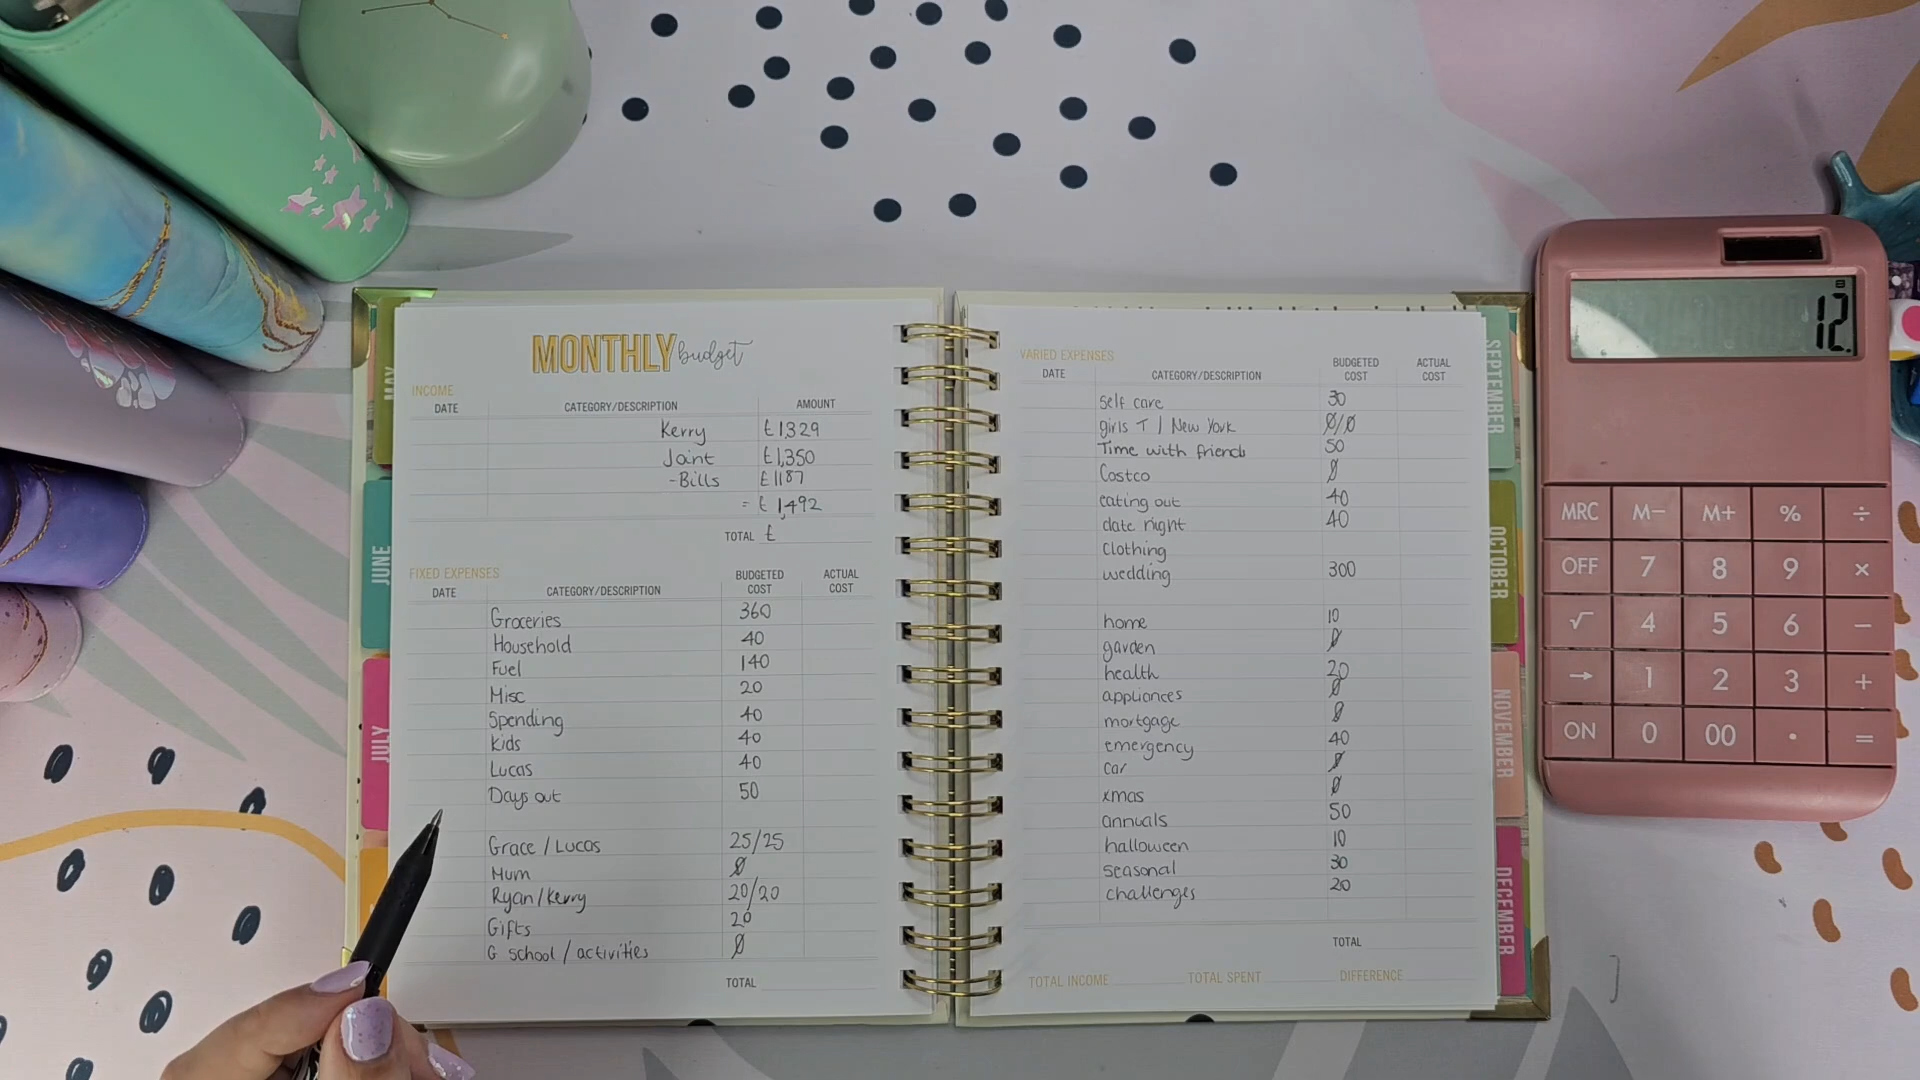 MONTHLY budget
INCOME
DATE CATEGORY/DESCRIPTION AMOUNT
Kerry £1,329
Joint £1,350
-Bills £1187
= £1,492
TOTAL £
FIXED EXPENSES
DATE CATEGORY/DESCRIPTION BUDGETED COST ACTUAL COST
Groceries 360
Household 40
Fuel 140
Misc 20
Spending 40
Kids 40
Lucas 40
Days out 50
Grace / Lucas 25/25
Mum Ø
Ryan/Kerry 20/20
Gifts 20
G school / activities Ø
TOTAL
VARIED EXPENSES
DATE CATEGORY/DESCRIPTION BUDGETED COST ACTUAL COST
self care 30
girls T / New York Ø/Ø
Time with friends 50
Costco Ø
eating out 40
date night 40
Clothing
wedding 300
home 10
garden Ø
health 20
appliances Ø
mortgage Ø
emergency 40
car Ø
xmas Ø
annuals 50
halloween 10
seasonal 30
challenges 20
TOTAL
TOTAL INCOME TOTAL SPENT DIFFERENCE
MAY
JUNE
JULY
SEPTEMBER
OCTOBER
NOVEMBER
DECEMBER
12.
MRC M− M+ % ÷
OFF 7 8 9 ×
√ 4 5 6 −
→ 1 2 3 +
ON 0 00 · =